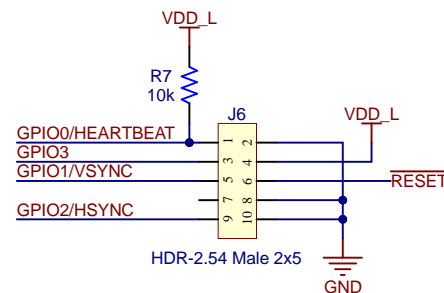 VDD_L
R7
10k
J6
VDD_L
GPIO0/HEARTBEAT
1 2
GPIO3
3 4
GPIO1/VSYNC
5 6
RESET
7 8
GPIO2/HSYNC
9 10
HDR-2.54 Male 2x5
GND